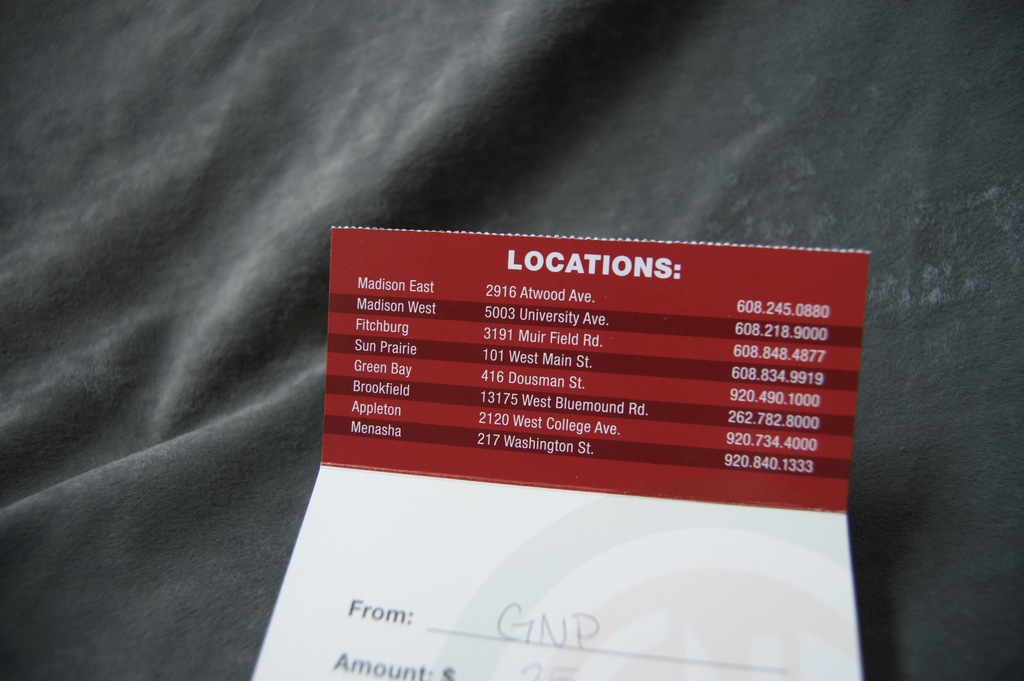 LOCATIONS:
Madison East 2916 Atwood Ave. 608.245.0880
Madison West 5003 University Ave. 608.218.9000
Fitchburg 3191 Muir Field Rd. 608.848.4877
Sun Prairie 101 West Main St. 608.834.9919
Green Bay 416 Dousman St. 920.490.1000
Brookfield 13175 West Bluemound Rd. 262.782.8000
Appleton 2120 West College Ave. 920.734.4000
Menasha 217 Washington St. 920.840.1333
From: GNP
Amount: $